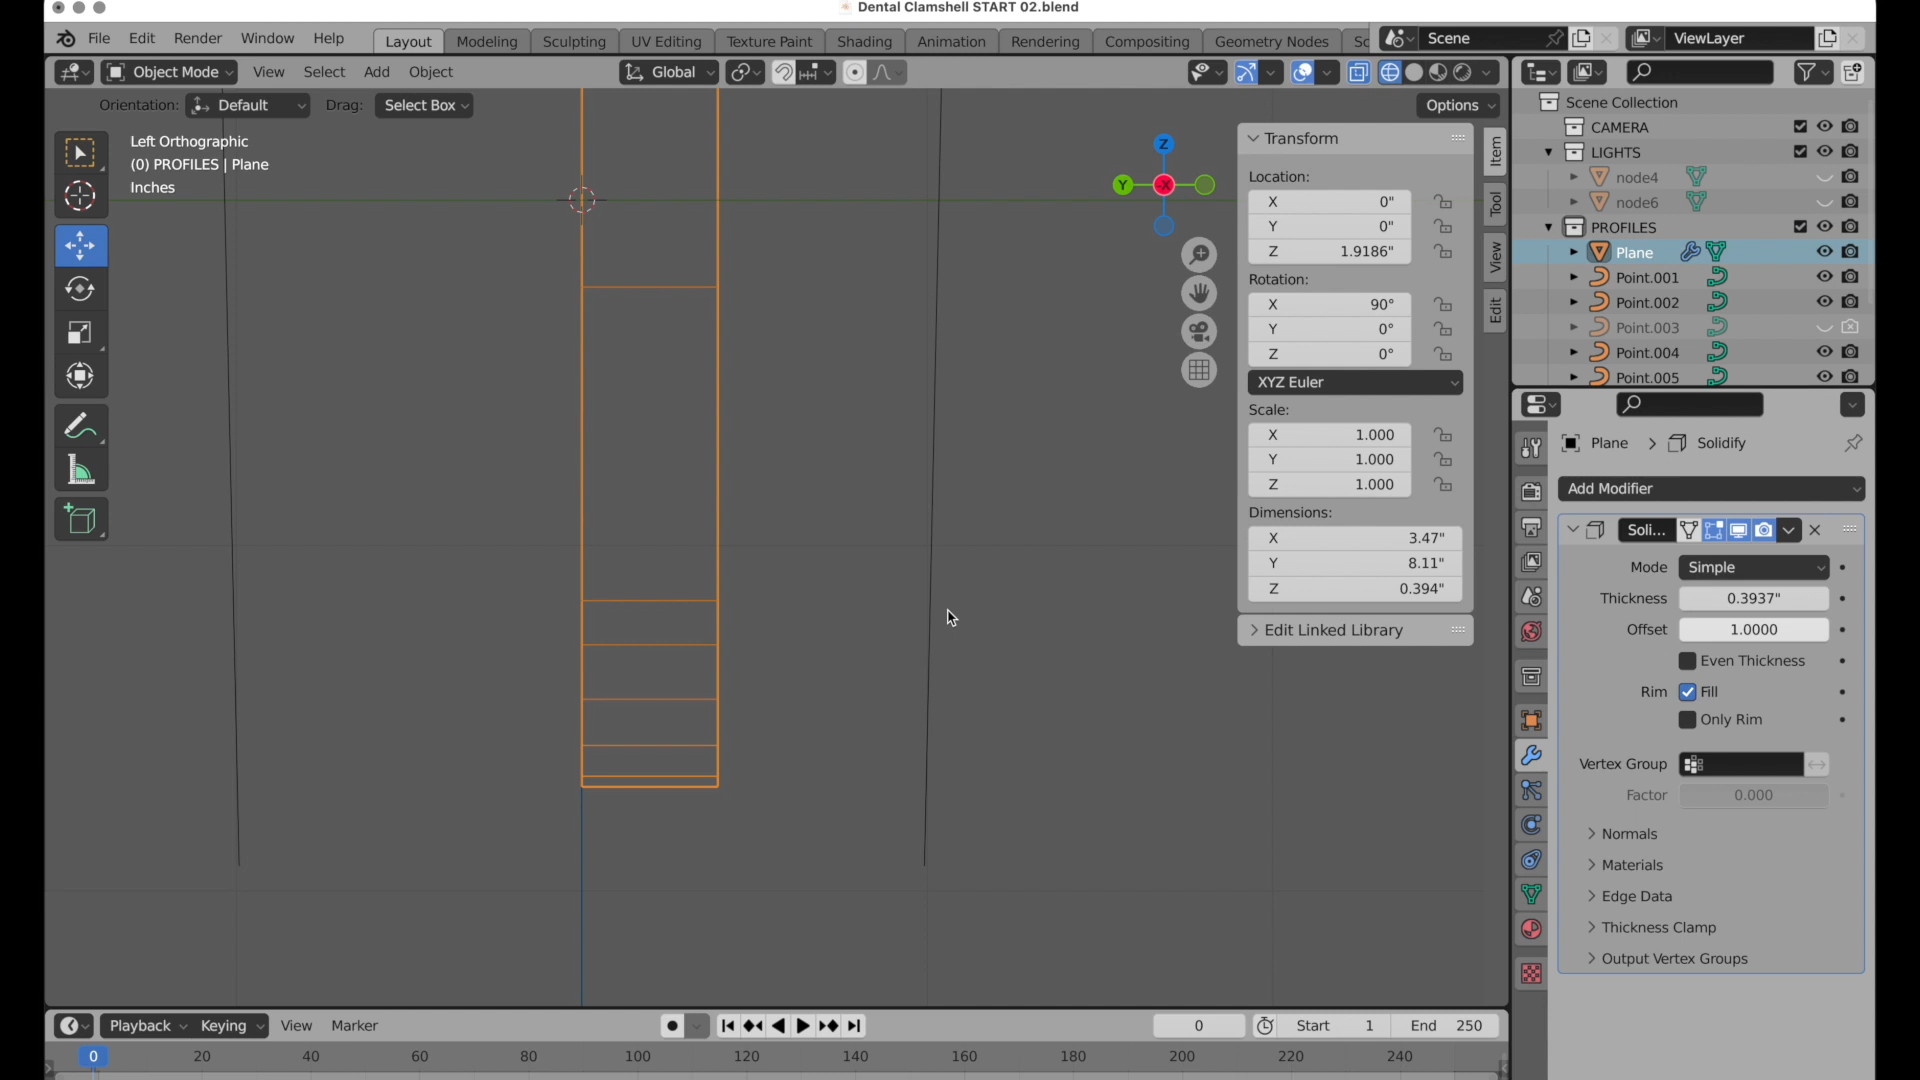 Dental Clamshell START 02.blend
File Edit Render Window Help Layout Modeling Sculpting UV Editing Texture Paint Shading Animation Rendering Compositing Geometry Nodes Sc Scene ViewLayer
Object Mode View Select Add Object Global
Orientation: Default Drag: Select Box Options
Left Orthographic
(0) PROFILES | Plane
Inches
Z
Y
-X
Transform
Location:
X 0"
Y 0"
Z 1.9186"
Rotation:
X 90°
Y 0°
Z 0°
XYZ Euler
Scale:
X 1.000
Y 1.000
Z 1.000
Dimensions:
X 3.47"
Y 8.11"
Z 0.394"
Edit Linked Library
Item
Tool
View
Edit
Scene Collection
CAMERA
LIGHTS
node4
node6
PROFILES
Plane
Point.001
Point.002
Point.003
Point.004
Point.005
Plane > Solidify
Add Modifier
Soli...
Mode Simple
Thickness 0.3937"
Offset 1.0000
Even Thickness
Rim Fill
Only Rim
Vertex Group
Factor 0.000
Normals
Materials
Edge Data
Thickness Clamp
Output Vertex Groups
Playback Keying View Marker 0 Start 1 End 250
0 20 40 60 80 100 120 140 160 180 200 220 240